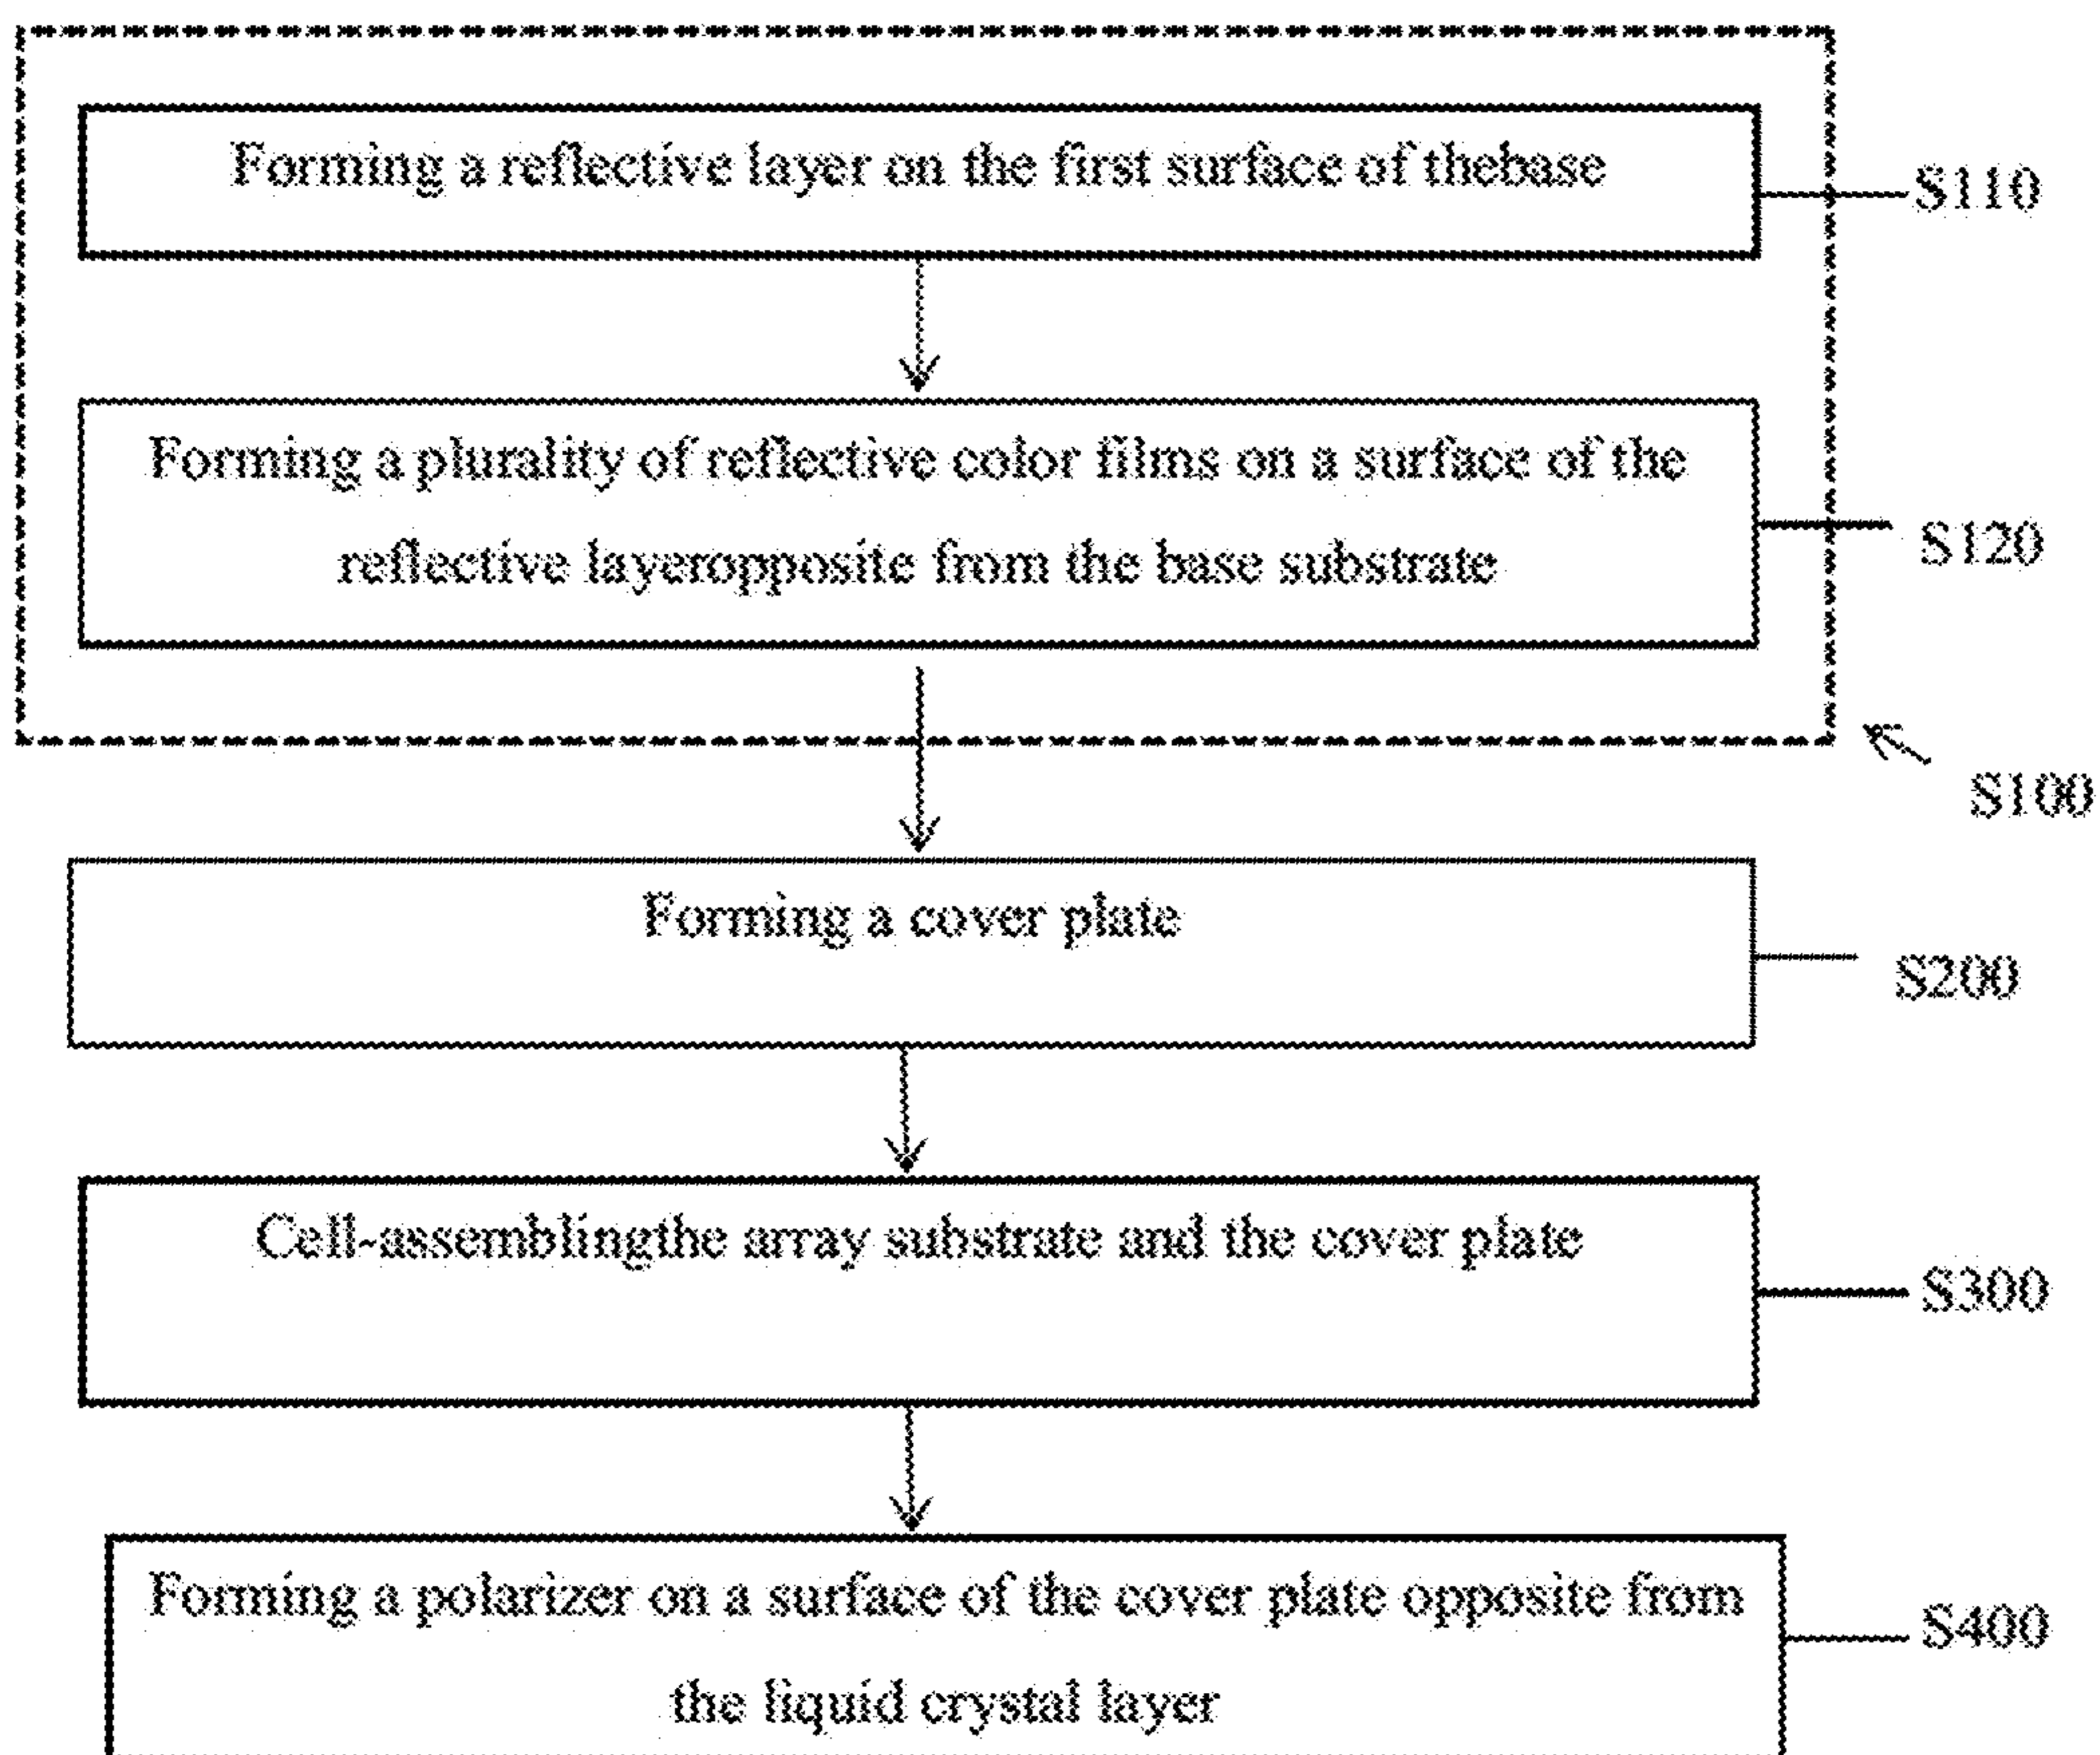 Forming a reflective layer on the first surface of thebase
S110
Forming a plurality of reflective color films on a surface of the
reflective layeropposite from the base substrate
S120
S100
Forming a cover plate
S200
Cell-assemblingthe array substrate and the cover plate
S300
Forming a polarizer on a surface of the cover plate opposite from
the liquid crystal layer
S400